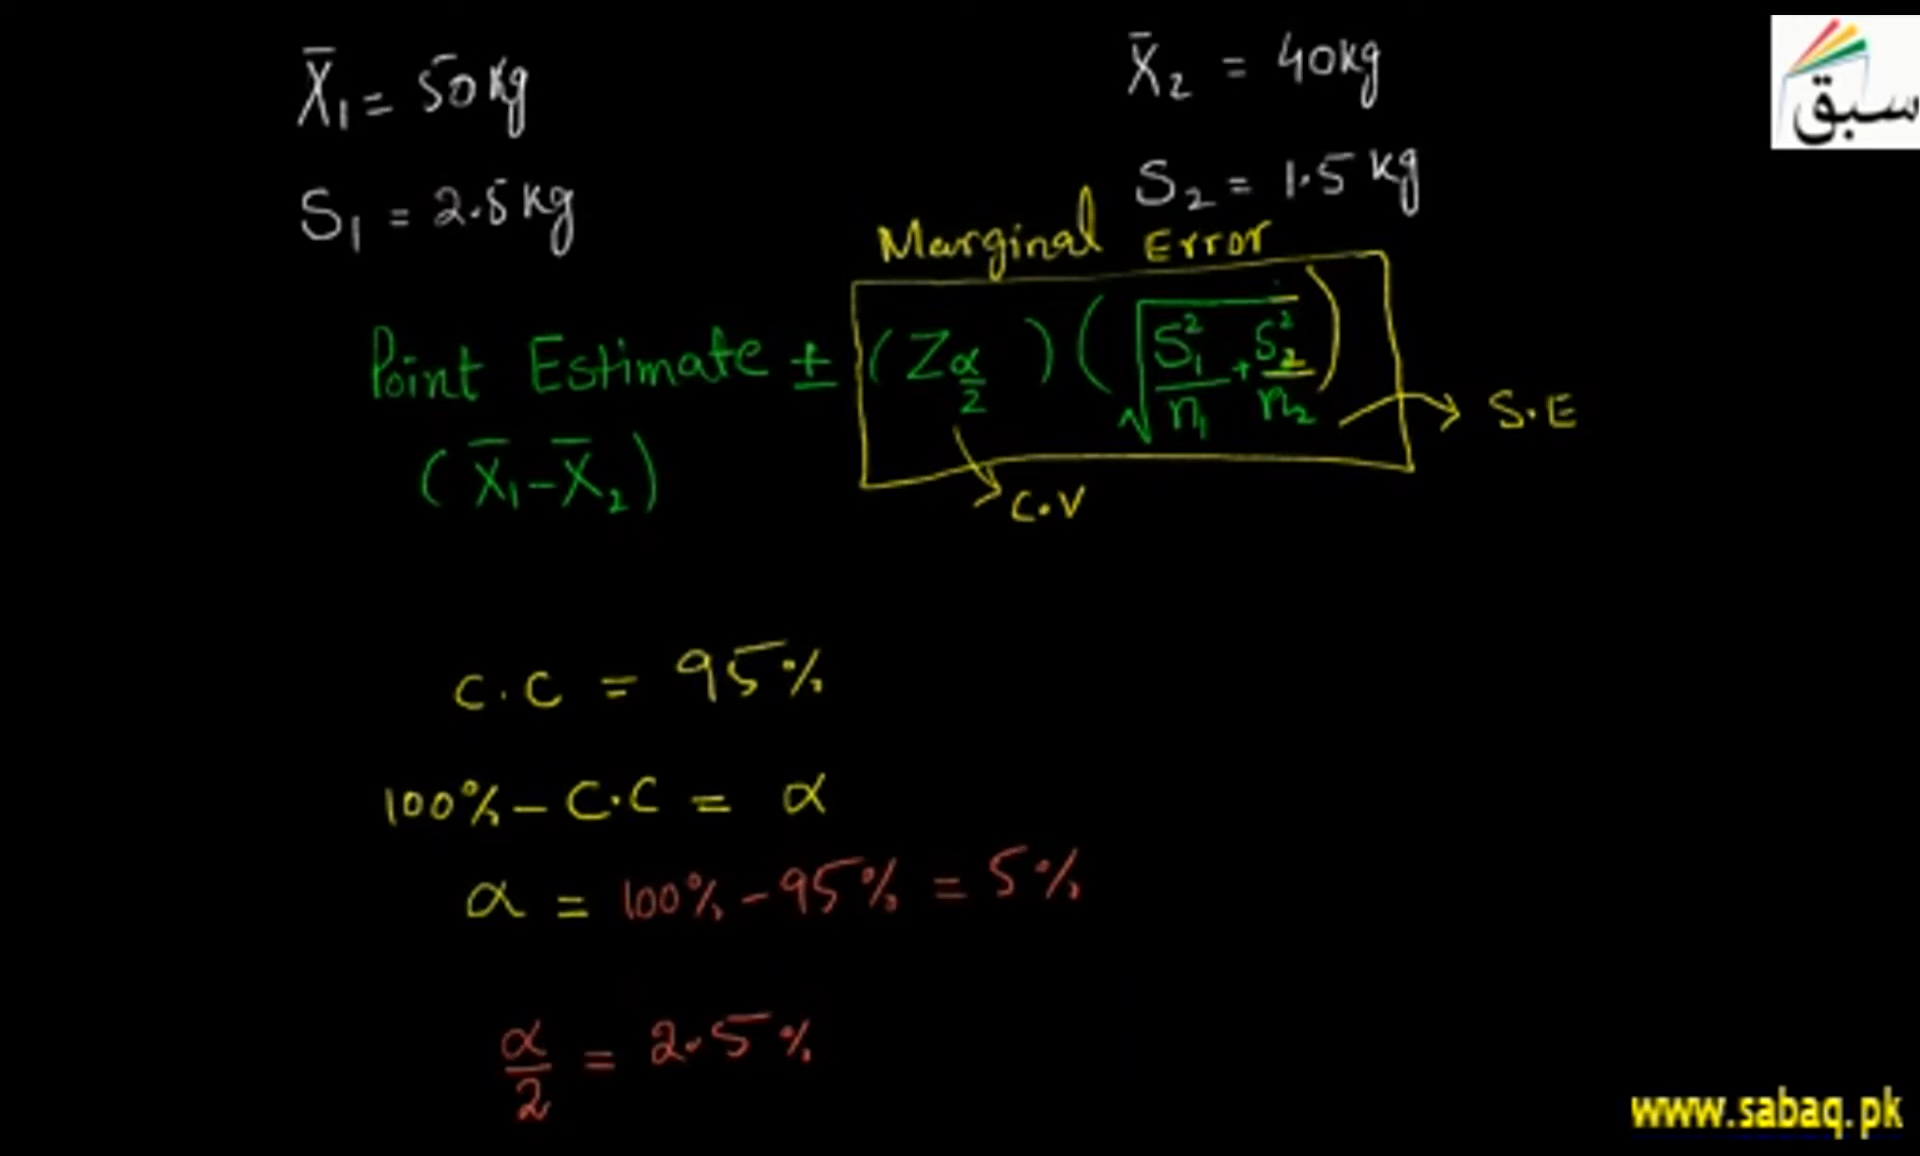 X̄₁ = 50 kg
X̄₂ = 40 kg
سبق
S₁ = 2.5 kg
S₂ = 1.5 kg
Marginal Error
Point Estimate ± (Z α/2) (√(S₁²/n₁ + S₂²/n₂))
S.E
(X̄₁ - X̄₂)
C.V
C.C = 95%
100% - C.C = α
α = 100% - 95% = 5%
α/2 = 2.5%
www.sabaq.pk